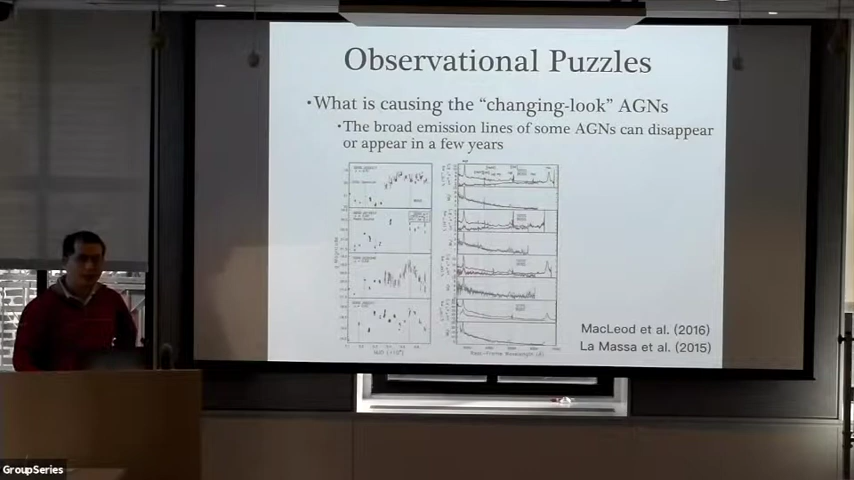 Observational Puzzles
•What is causing the “changing-look” AGNs
•The broad emission lines of some AGNs can disappear
or appear in a few years
MacLeod et al. (2016)
La Massa et al. (2015)
GroupSeries